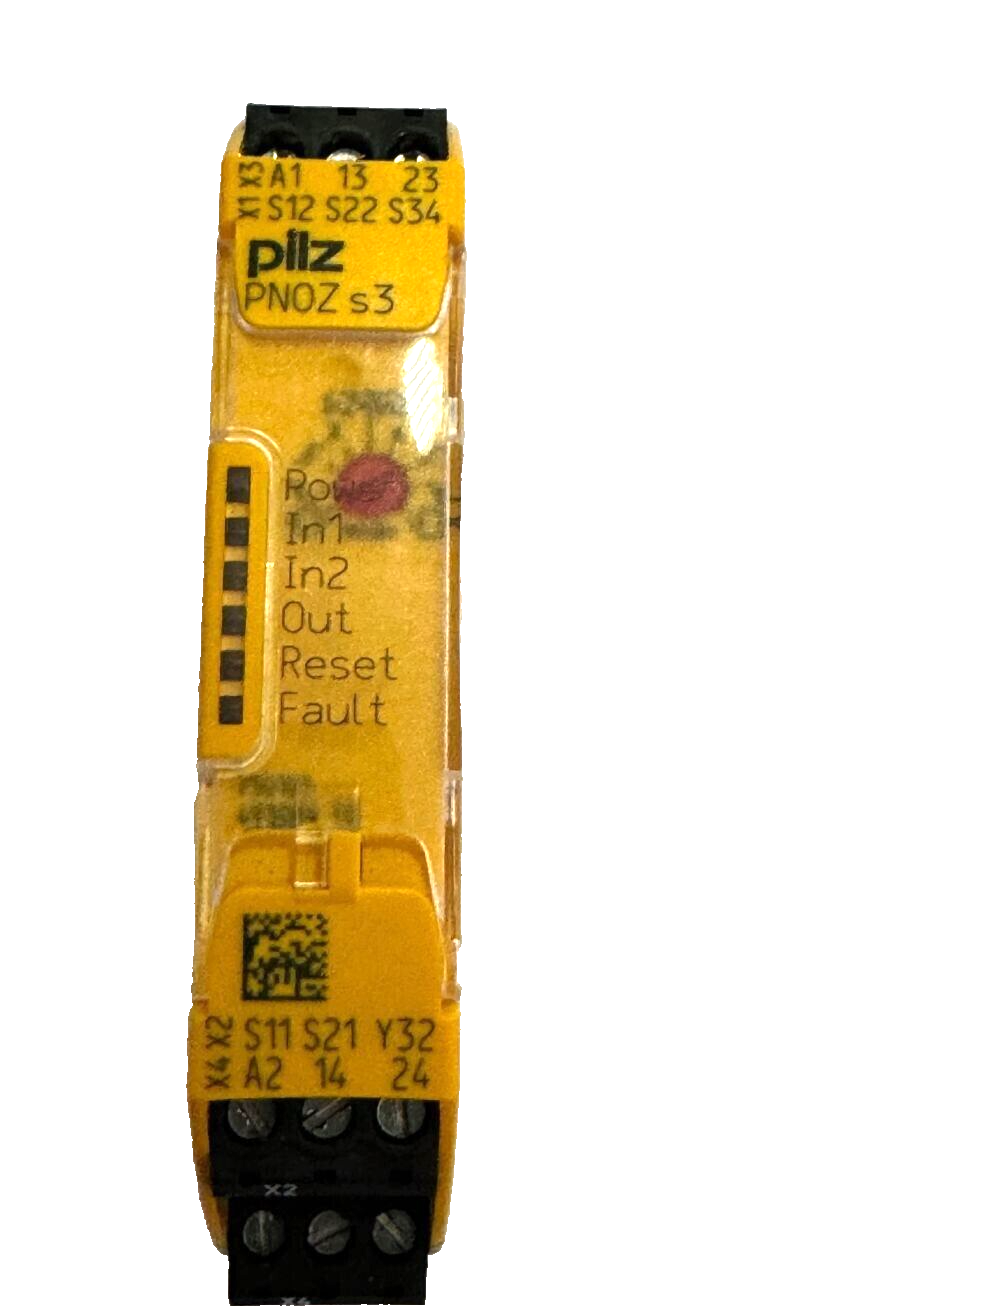 X3 A1 13 23
X1 S12 S22 S34
pilz
PNOZ s3
Power
In1
In2
Out
Reset
Fault
X2 S11 S21 Y32
X4 A2 14 24
X2
X4